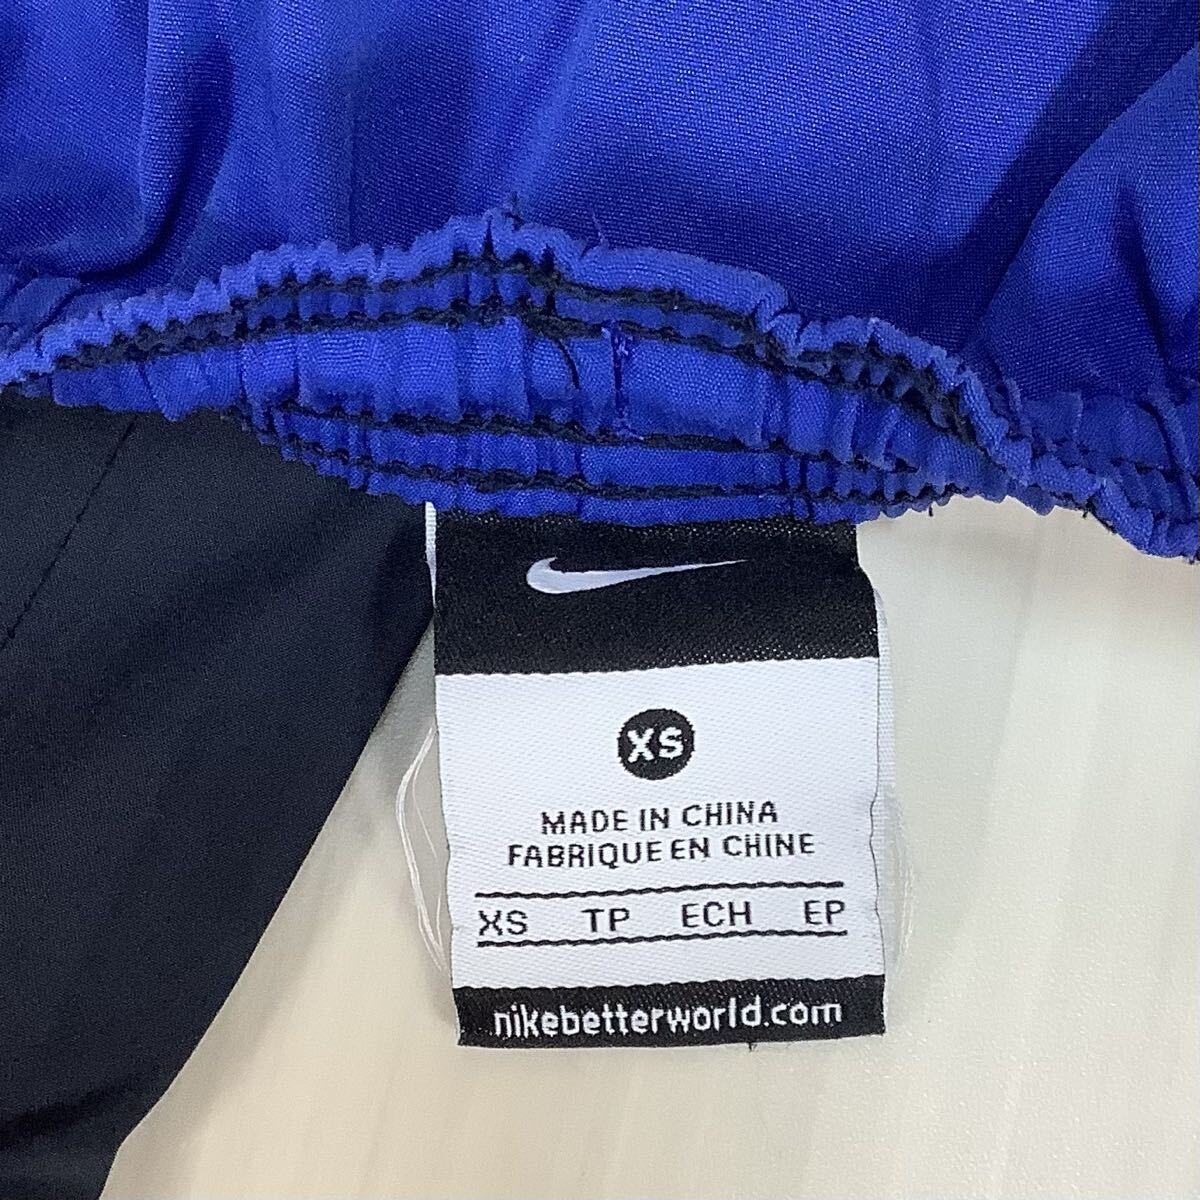 XS
MADE IN CHINA
FABRIQUE EN CHINE
XS TP ECH EP
nikebetterworld.com